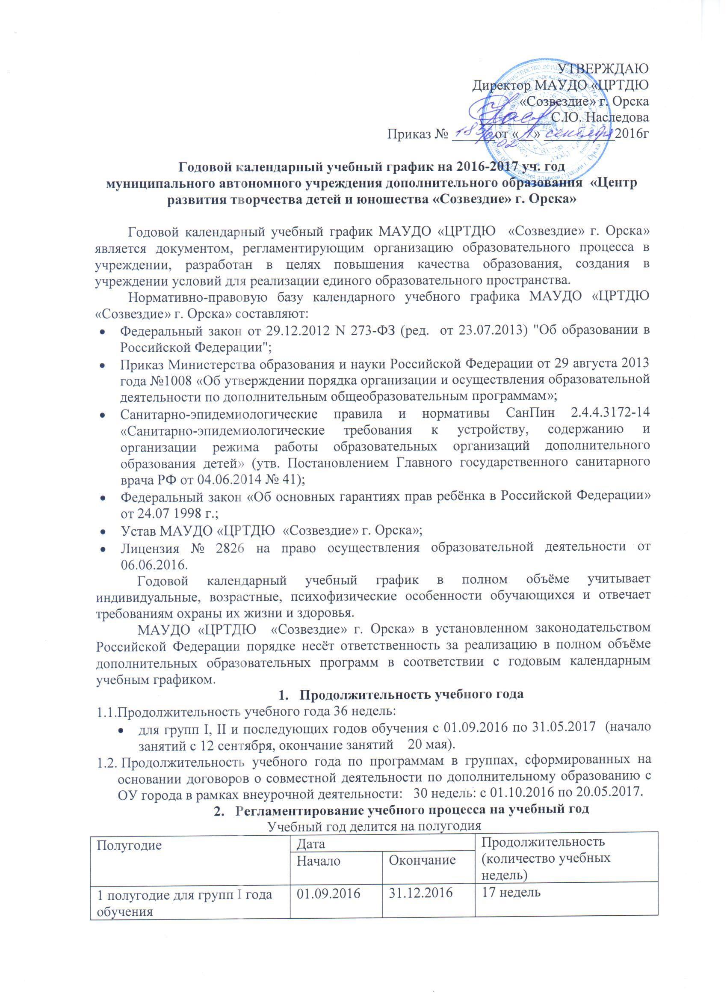 УТВЕРЖДАЮ
Директор МАУДО «ЦРТДЮ
«Созвездие» г. Орска
С.Ю. Наследова
Приказ № от «1» сентября 2016г
Годовой календарный учебный график на 2016-2017 уч. год
муниципального автономного учреждения дополнительного образования «Центр
развития творчества детей и юношества «Созвездие» г. Орска»
Годовой календарный учебный график МАУДО «ЦРТДЮ «Созвездие» г. Орска»
является документом, регламентирующим организацию образовательного процесса в
учреждении, разработан в целях повышения качества образования, создания в
учреждении условий для реализации единого образовательного пространства.
Нормативно-правовую базу календарного учебного графика МАУДО «ЦРТДЮ
«Созвездие» г. Орска» составляют:
• Федеральный закон от 29.12.2012 N 273-ФЗ (ред. от 23.07.2013) "Об образовании в
Российской Федерации";
• Приказ Министерства образования и науки Российской Федерации от 29 августа 2013
года №1008 «Об утверждении порядка организации и осуществления образовательной
деятельности по дополнительным общеобразовательным программам»;
• Санитарно-эпидемиологические правила и нормативы СанПин 2.4.4.3172-14
«Санитарно-эпидемиологические требования к устройству, содержанию и
организации режима работы образовательных организаций дополнительного
образования детей» (утв. Постановлением Главного государственного санитарного
врача РФ от 04.06.2014 № 41);
• Федеральный закон «Об основных гарантиях прав ребёнка в Российской Федерации»
от 24.07 1998 г.;
• Устав МАУДО «ЦРТДЮ «Созвездие» г. Орска»;
• Лицензия № 2826 на право осуществления образовательной деятельности от
06.06.2016.
Годовой календарный учебный график в полном объёме учитывает
индивидуальные, возрастные, психофизические особенности обучающихся и отвечает
требованиям охраны их жизни и здоровья.
МАУДО «ЦРТДЮ «Созвездие» г. Орска» в установленном законодательством
Российской Федерации порядке несёт ответственность за реализацию в полном объёме
дополнительных образовательных программ в соответствии с годовым календарным
учебным графиком.
1. Продолжительность учебного года
1.1.Продолжительность учебного года 36 недель:
• для групп I, II и последующих годов обучения с 01.09.2016 по 31.05.2017 (начало
занятий с 12 сентября, окончание занятий 20 мая).
1.2. Продолжительность учебного года по программам в группах, сформированных на
основании договоров о совместной деятельности по дополнительному образованию с
ОУ города в рамках внеурочной деятельности: 30 недель: с 01.10.2016 по 20.05.2017.
2. Регламентирование учебного процесса на учебный год
Учебный год делится на полугодия
Полугодие Дата Продолжительность
Начало Окончание (количество учебных
недель)
1 полугодие для групп I года 01.09.2016 31.12.2016 17 недель
обучения